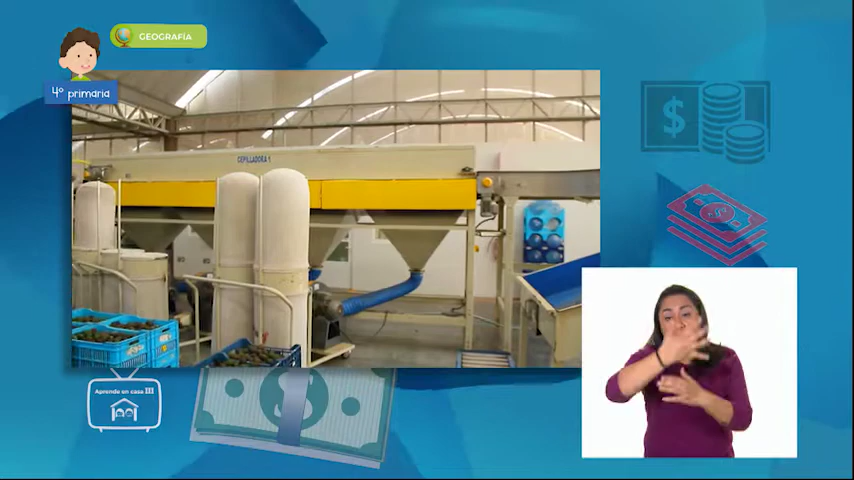 GEOGRAFÍA
4° primaria
CEPILLADORA 1
Aprende en casa III